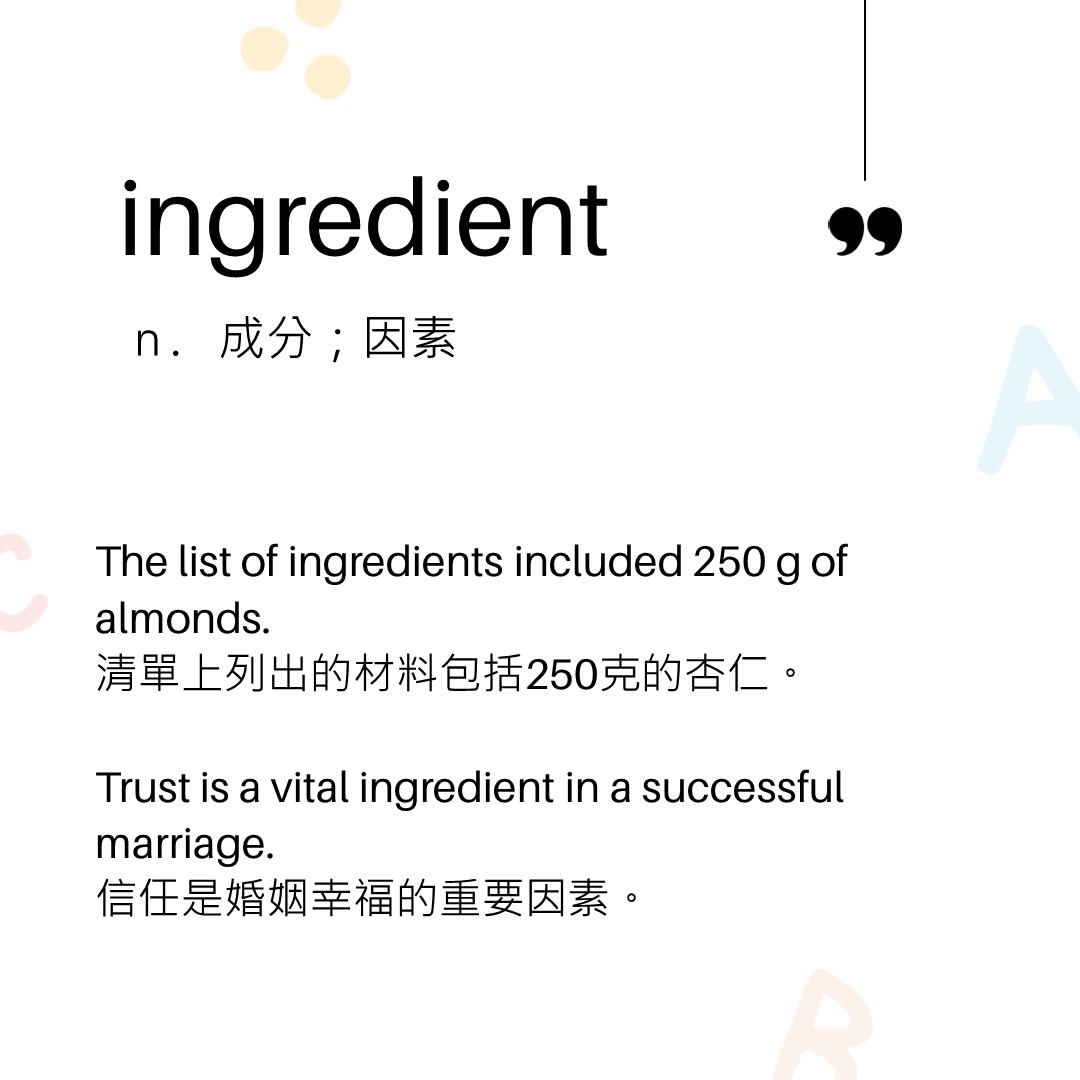 ingredient
”
n. 成分；因素
A
C
The list of ingredients included 250 g of
almonds.
清單上列出的材料包括250克的杏仁。
Trust is a vital ingredient in a successful
marriage.
信任是婚姻幸福的重要因素。
B